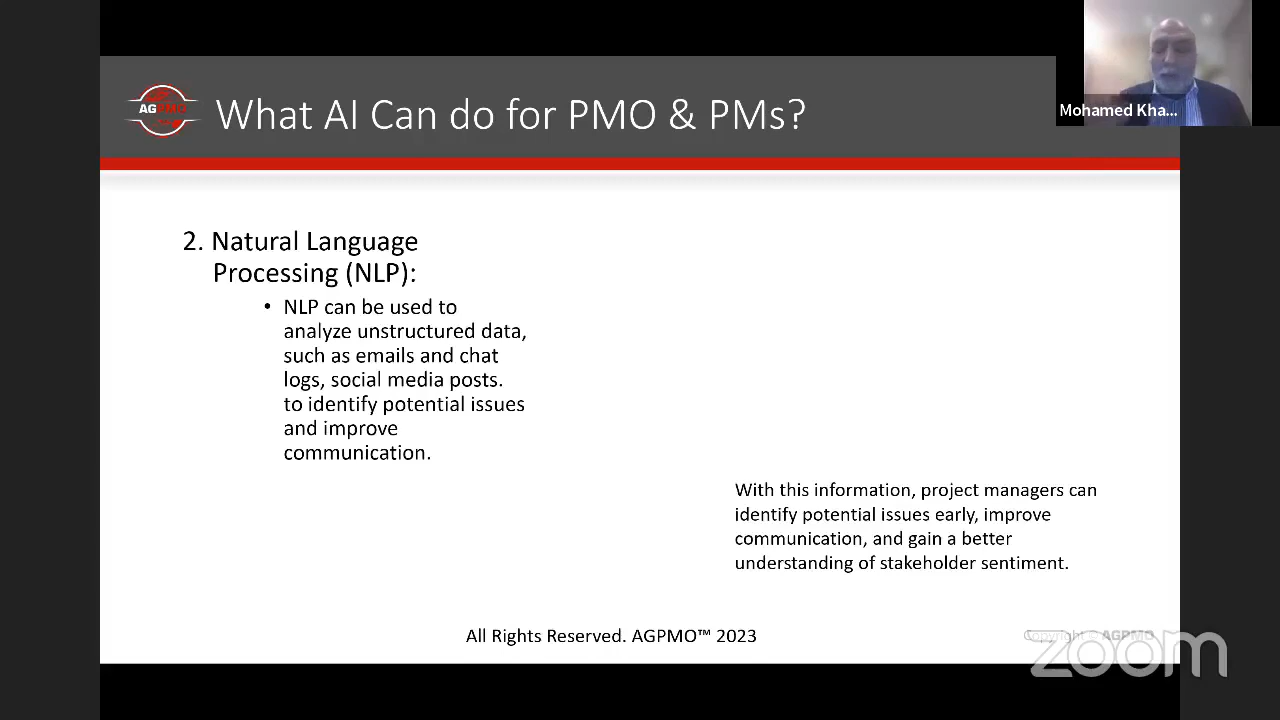 AGPMO
What AI Can do for PMO & PMs?
Mohamed Kha...
2. Natural Language
Processing (NLP):
• NLP can be used to
analyze unstructured data,
such as emails and chat
logs, social media posts.
to identify potential issues
and improve
communication.
With this information, project managers can
identify potential issues early, improve
communication, and gain a better
understanding of stakeholder sentiment.
All Rights Reserved. AGPMO™ 2023
Copyright © AGPMO
zoom